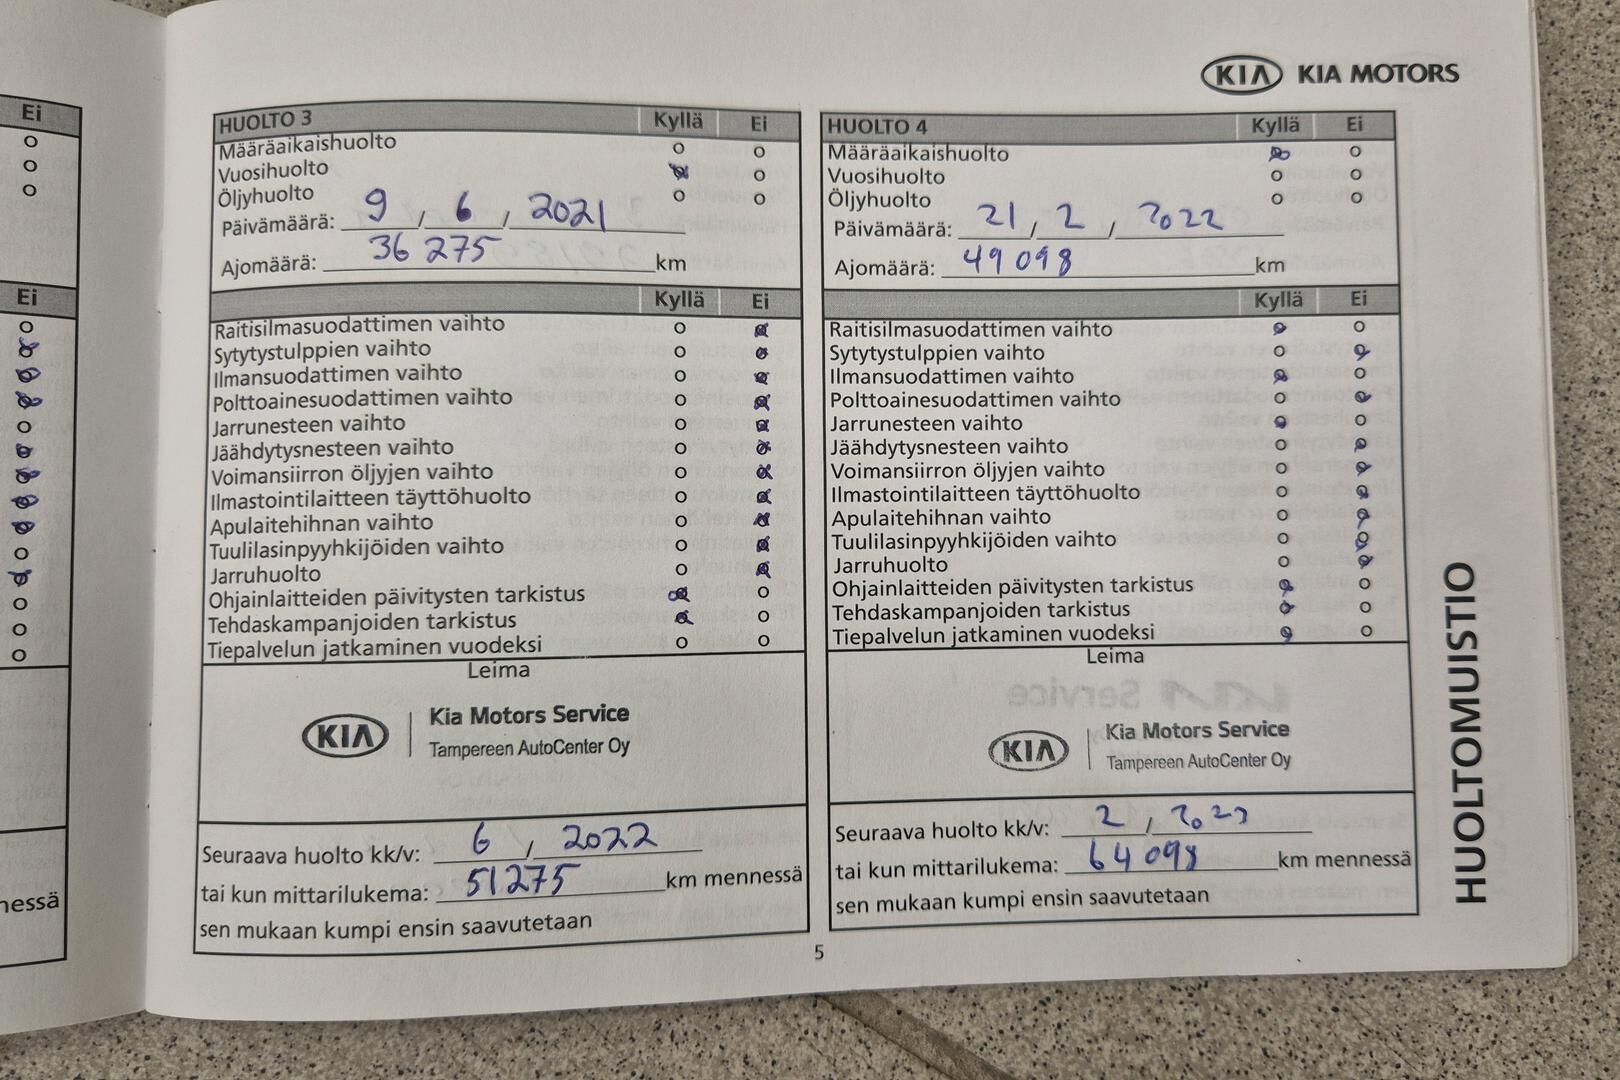 KIA KIA MOTORS
Ei
Ei
nessä
HUOLTO 3 Kyllä Ei
Määräaikaishuolto o o
Vuosihuolto o
Öljyhuolto o o
Päivämäärä: 9 / 6 / 2021
Ajomäärä: 36 275 km
Kyllä Ei
Raitisilmasuodattimen vaihto
Sytytystulppien vaihto
Ilmansuodattimen vaihto
Polttoainesuodattimen vaihto
Jarrunesteen vaihto
Jäähdytysnesteen vaihto
Voimansiirron öljyjen vaihto
Ilmastointilaitteen täyttöhuolto
Apulaitehihnan vaihto
Tuulilasinpyyhkijöiden vaihto
Jarruhuolto
Ohjainlaitteiden päivitysten tarkistus
Tehdaskampanjoiden tarkistus
Tiepalvelun jatkaminen vuodeksi
Leima
KIA Kia Motors Service
Tampereen AutoCenter Oy
Seuraava huolto kk/v: 6 / 2022
tai kun mittarilukema: 51275 km mennessä
sen mukaan kumpi ensin saavutetaan
HUOLTO 4 Kyllä Ei
Määräaikaishuolto
Vuosihuolto
Öljyhuolto
Päivämäärä: 21 / 2 / 2022
Ajomäärä: 49 098 km
Kyllä Ei
Raitisilmasuodattimen vaihto
Sytytystulppien vaihto
Ilmansuodattimen vaihto
Polttoainesuodattimen vaihto
Jarrunesteen vaihto
Jäähdytysnesteen vaihto
Voimansiirron öljyjen vaihto
Ilmastointilaitteen täyttöhuolto
Apulaitehihnan vaihto
Tuulilasinpyyhkijöiden vaihto
Jarruhuolto
Ohjainlaitteiden päivitysten tarkistus
Tehdaskampanjoiden tarkistus
Tiepalvelun jatkaminen vuodeksi
Leima
KIA Kia Motors Service
Tampereen AutoCenter Oy
Seuraava huolto kk/v: 2 / 2023
tai kun mittarilukema: 64 098 km mennessä
sen mukaan kumpi ensin saavutetaan
HUOLTOMUISTIO
5